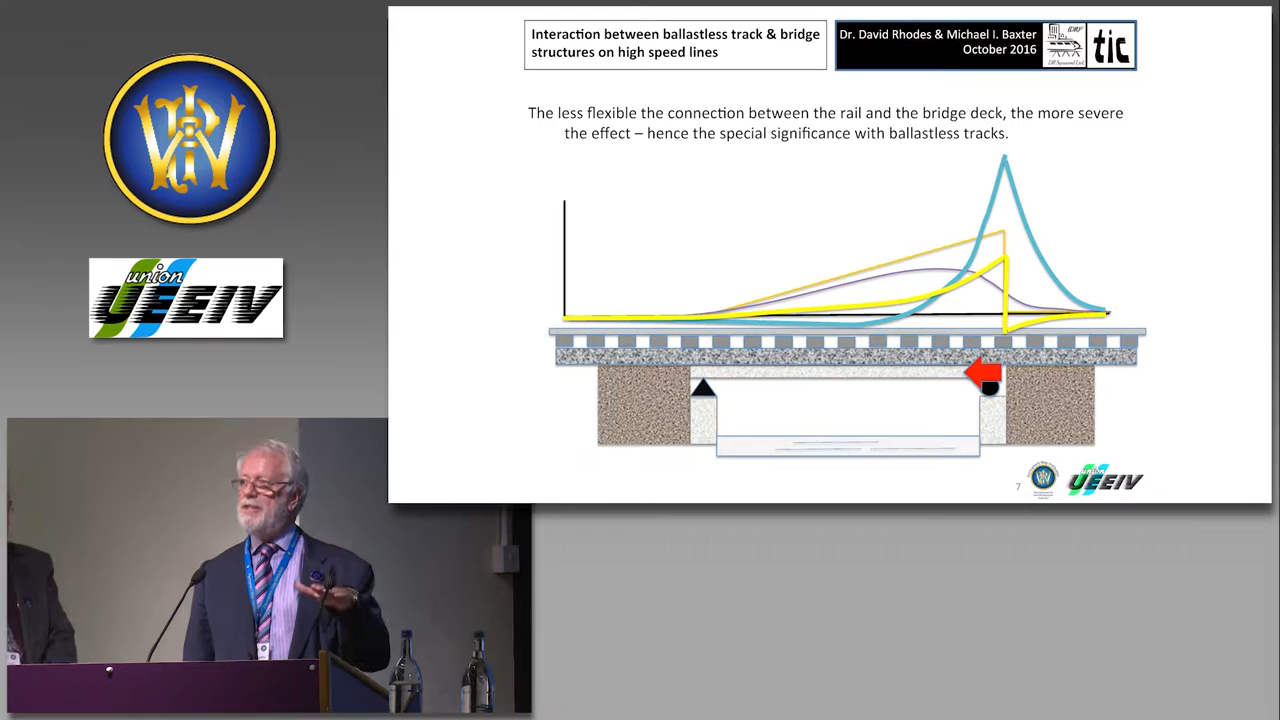 Interaction between ballastless track & bridge
structures on high speed lines
Dr. David Rhodes & Michael I. Baxter
October 2016
tic
The less flexible the connection between the rail and the bridge deck, the more severe
the effect – hence the special significance with ballastless tracks.
union
UEEIV
7
union
UEEIV